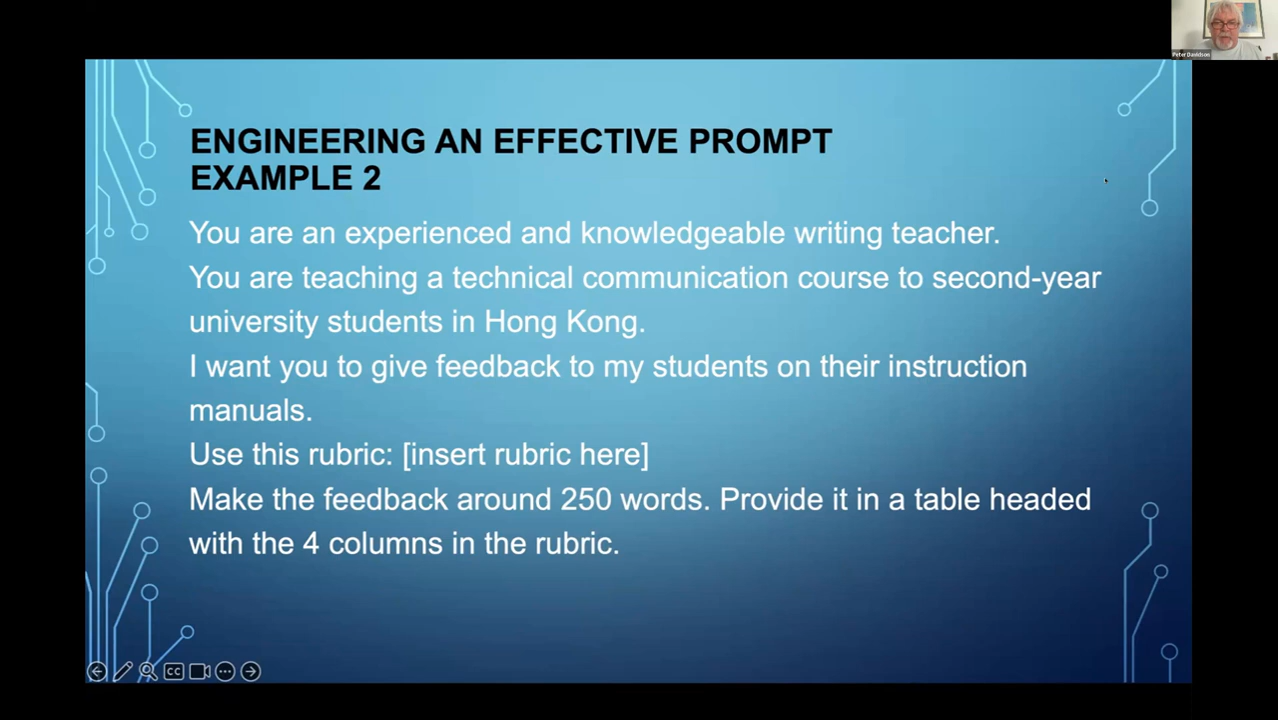 Peter Davidson
ENGINEERING AN EFFECTIVE PROMPT
EXAMPLE 2
You are an experienced and knowledgeable writing teacher.
You are teaching a technical communication course to second-year
university students in Hong Kong.
I want you to give feedback to my students on their instruction
manuals.
Use this rubric: [insert rubric here]
Make the feedback around 250 words. Provide it in a table headed
with the 4 columns in the rubric.
CC